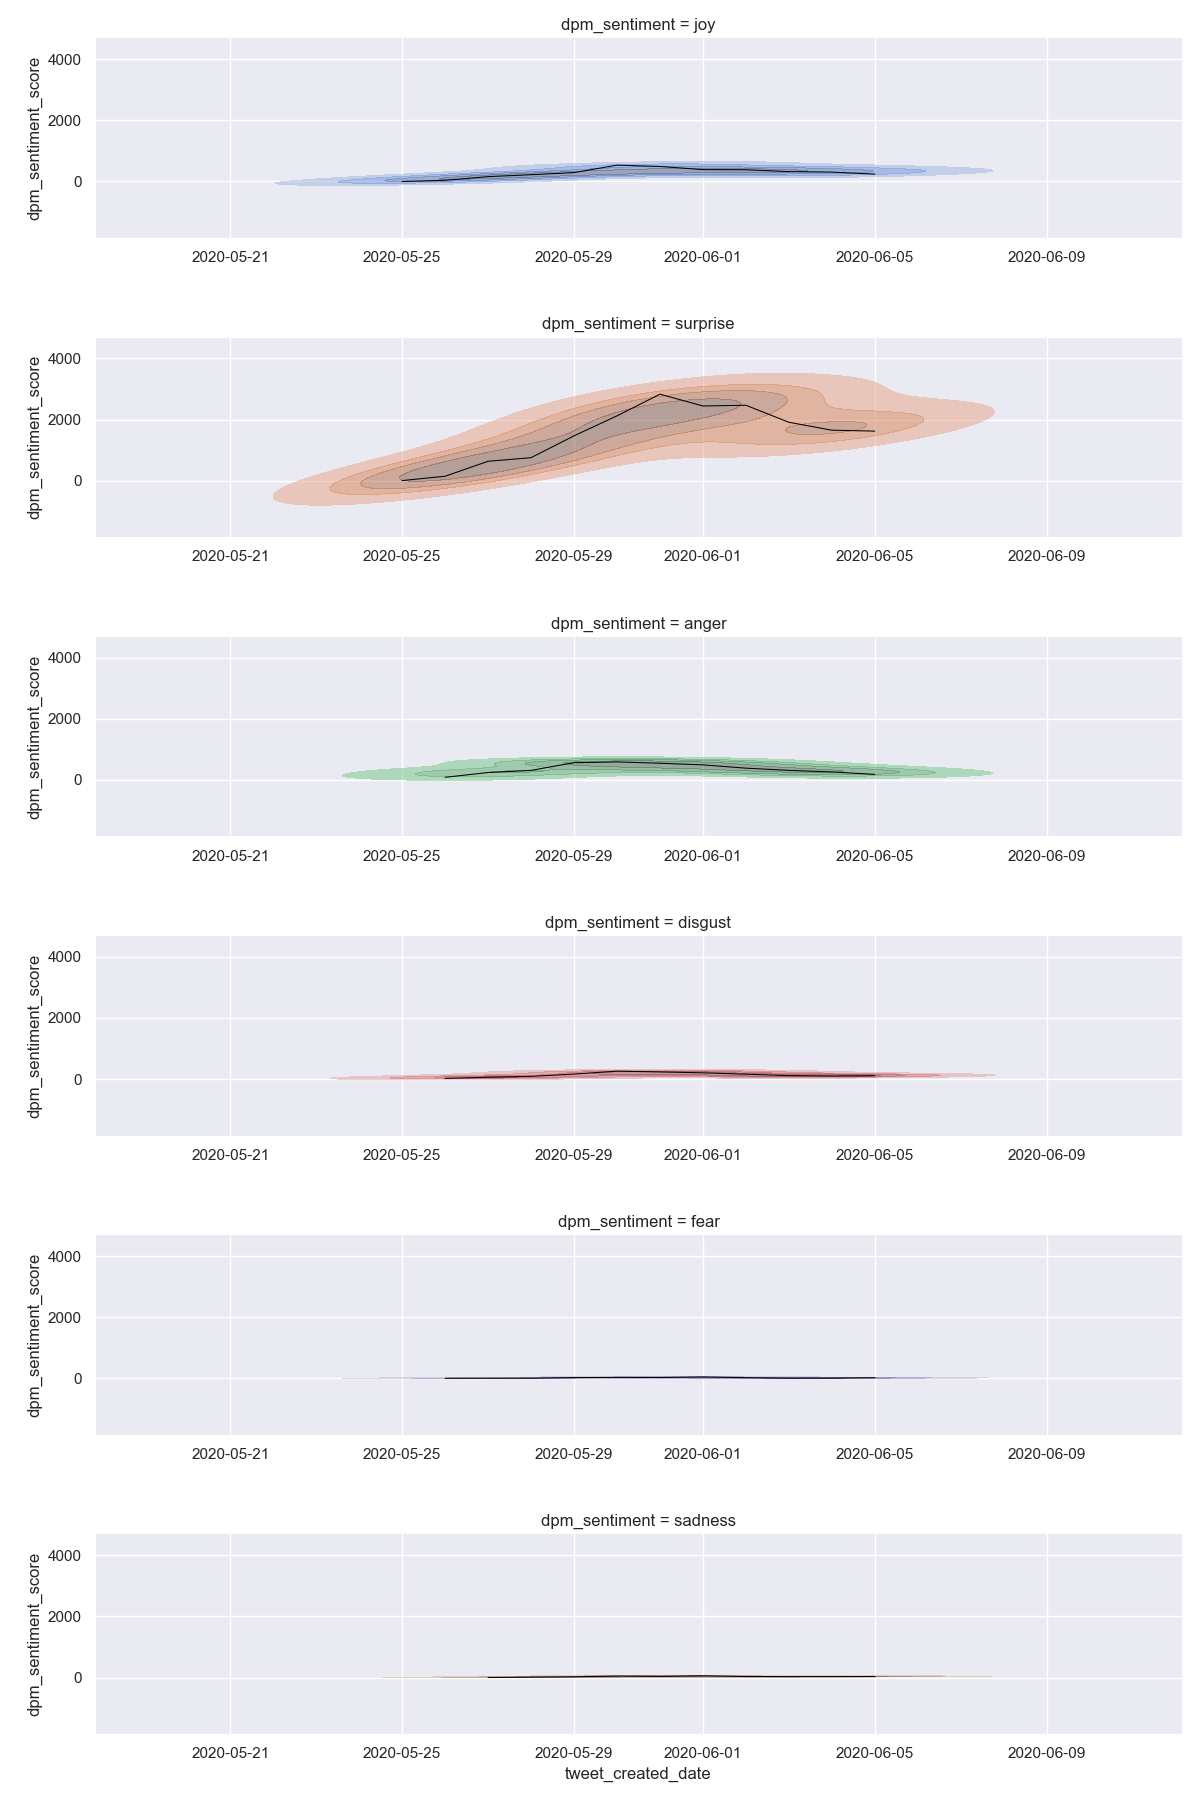 dpm_sentiment = joy
dpm_sentiment_score
4000
2000
0
2020-05-21 2020-05-25 2020-05-29 2020-06-01 2020-06-05 2020-06-09
dpm_sentiment = surprise
dpm_sentiment_score
4000
2000
0
2020-05-21 2020-05-25 2020-05-29 2020-06-01 2020-06-05 2020-06-09
dpm_sentiment = anger
dpm_sentiment_score
4000
2000
0
2020-05-21 2020-05-25 2020-05-29 2020-06-01 2020-06-05 2020-06-09
dpm_sentiment = disgust
dpm_sentiment_score
4000
2000
0
2020-05-21 2020-05-25 2020-05-29 2020-06-01 2020-06-05 2020-06-09
dpm_sentiment = fear
dpm_sentiment_score
4000
2000
0
2020-05-21 2020-05-25 2020-05-29 2020-06-01 2020-06-05 2020-06-09
dpm_sentiment = sadness
dpm_sentiment_score
4000
2000
0
2020-05-21 2020-05-25 2020-05-29 2020-06-01 2020-06-05 2020-06-09
tweet_created_date